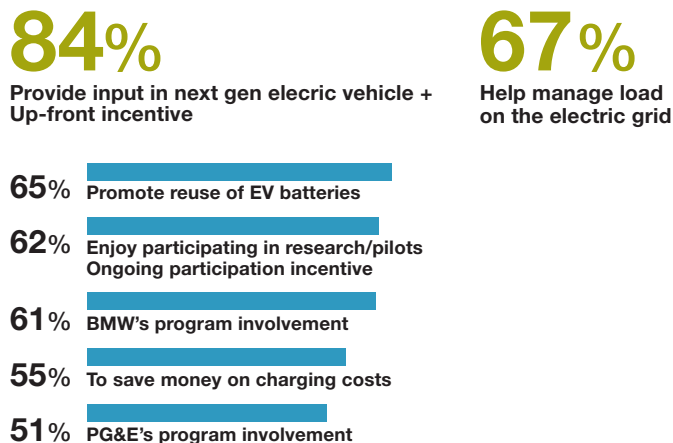 84%
Provide input in next gen elecric vehicle +
Up-front incentive
67%
Help manage load
on the electric grid
65% Promote reuse of EV batteries
62% Enjoy participating in research/pilots
Ongoing participation incentive
61% BMW's program involvement
55% To save money on charging costs
51% PG&E's program involvement